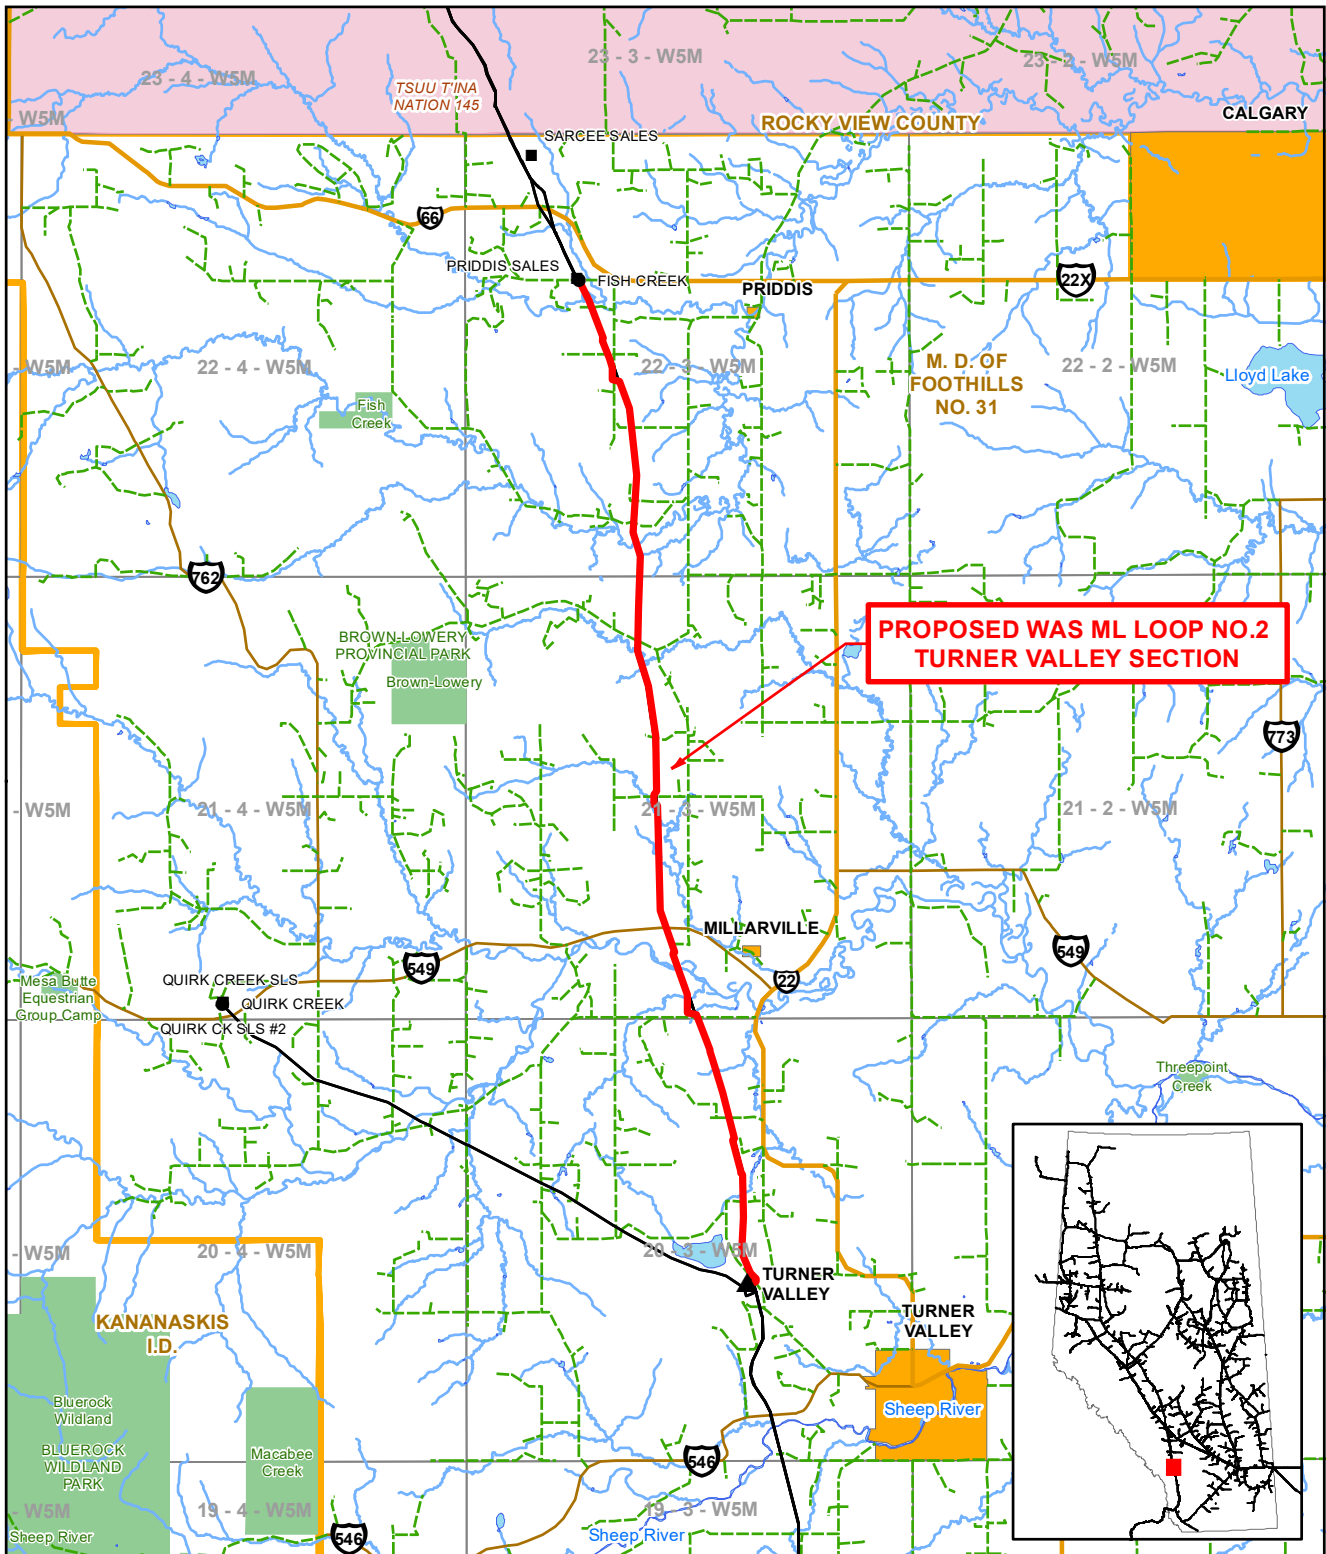 23 - 4 - W5M
23 - 3 - W5M
23 - 2 - W5M
TSUU T'INA
NATION 145
- W5M
ROCKY VIEW COUNTY
CALGARY
SARCEE SALES
66
PRIDDIS SALES
FISH CREEK
PRIDDIS
22X
- W5M
22 - 4 - W5M
22 - 3 - W5M
M. D. OF
FOOTHILLS
NO. 31
22 - 2 - W5M
Lloyd Lake
Fish
Creek
762
BROWN-LOWERY
PROVINCIAL PARK
Brown-Lowery
PROPOSED WAS ML LOOP NO.2
TURNER VALLEY SECTION
773
- W5M
21 - 4 - W5M
21 - 3 - W5M
21 - 2 - W5M
MILLARVILLE
549
549
22
Mesa Butte
Equestrian
Group Camp
QUIRK CREEK SLS
QUIRK CREEK
QUIRK CK SLS #2
Threepoint
Creek
- W5M
20 - 4 - W5M
20 - 3 - W5M
TURNER
VALLEY
TURNER
VALLEY
KANANASKIS
I.D.
Bluerock
Wildland
BLUEROCK
WILDLAND
PARK
Macabee
Creek
Sheep River
546
- W5M
19 - 4 - W5M
19 - 3 - W5M
Sheep River
546
Sheep River